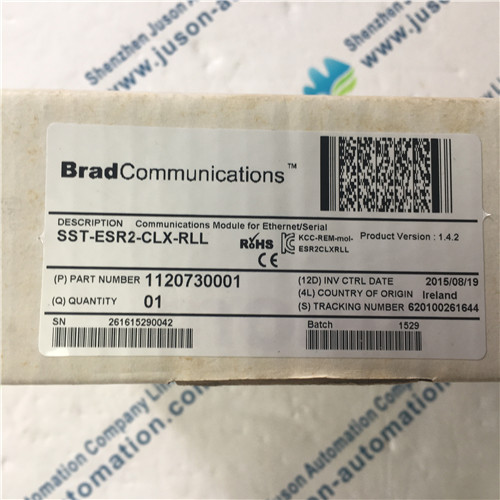 Shenzhen Juson Automation
www.juson-automation
BradCommunications™
DESCRIPTION Communications Module for Ethernet/Serial
SST-ESR2-CLX-RLL
RoHS
CE
KCC-REM-mol-
ESR2CLXRLL
Product Version : 1.4.2
(P) PART NUMBER 1120730001
(Q) QUANTITY 01
(12D) INV CTRL DATE 2015/08/19
(4L) COUNTRY OF ORIGIN Ireland
(S) TRACKING NUMBER 620100261644
SN 261615290042
Batch 1529
Automation Company
Juson Automation Company Limited
-automation.com